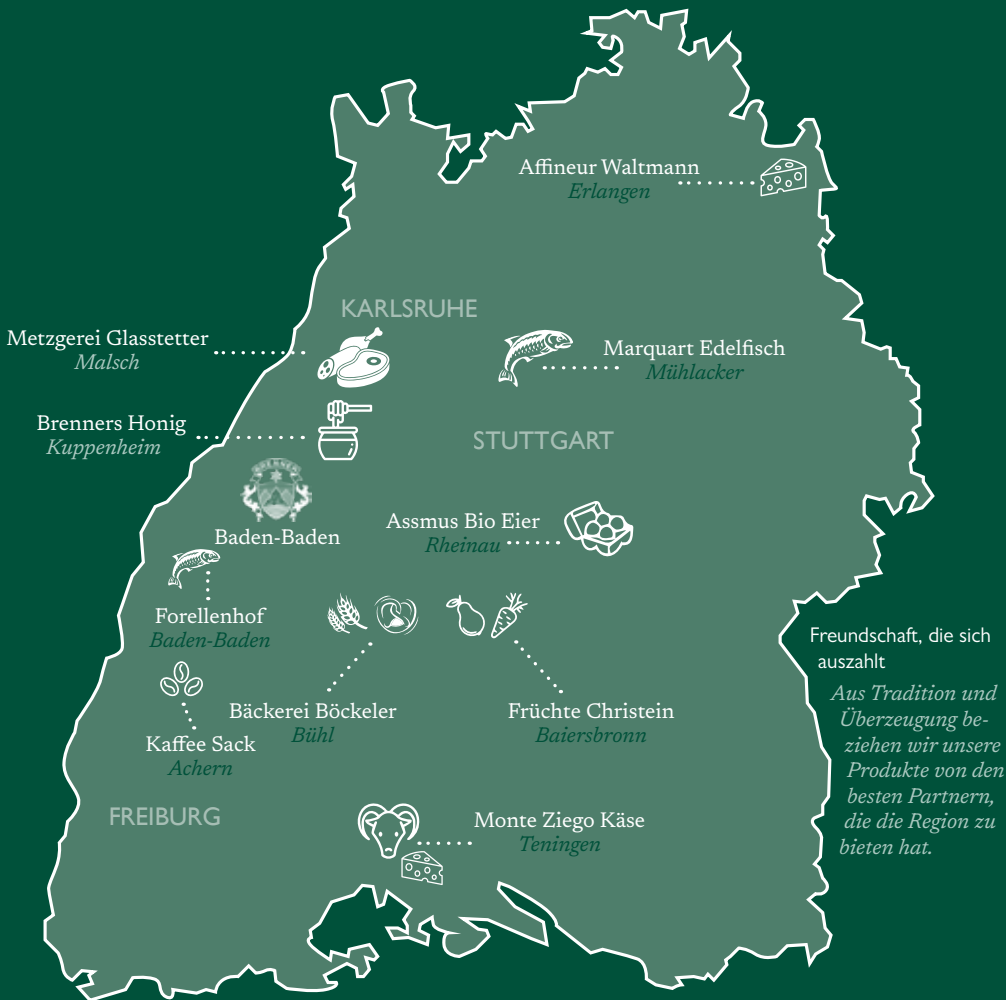 Affineur Waltmann
Erlangen
KARLSRUHE
Metzgerei Glasstetter
Malsch
Marquart Edelfisch
Mühlacker
Brenners Honig
Kuppenheim
STUTTGART
BRENNER
Baden-Baden
Assmus Bio Eier
Rheinau
Forellenhof
Baden-Baden
Bäckerei Böckeler
Bühl
Früchte Christein
Baiersbronn
Kaffee Sack
Achern
FREIBURG
Monte Ziego Käse
Teningen
Freundschaft, die sich
auszahlt
Aus Tradition und
Überzeugung be-
ziehen wir unsere
Produkte von den
besten Partnern,
die die Region zu
bieten hat.